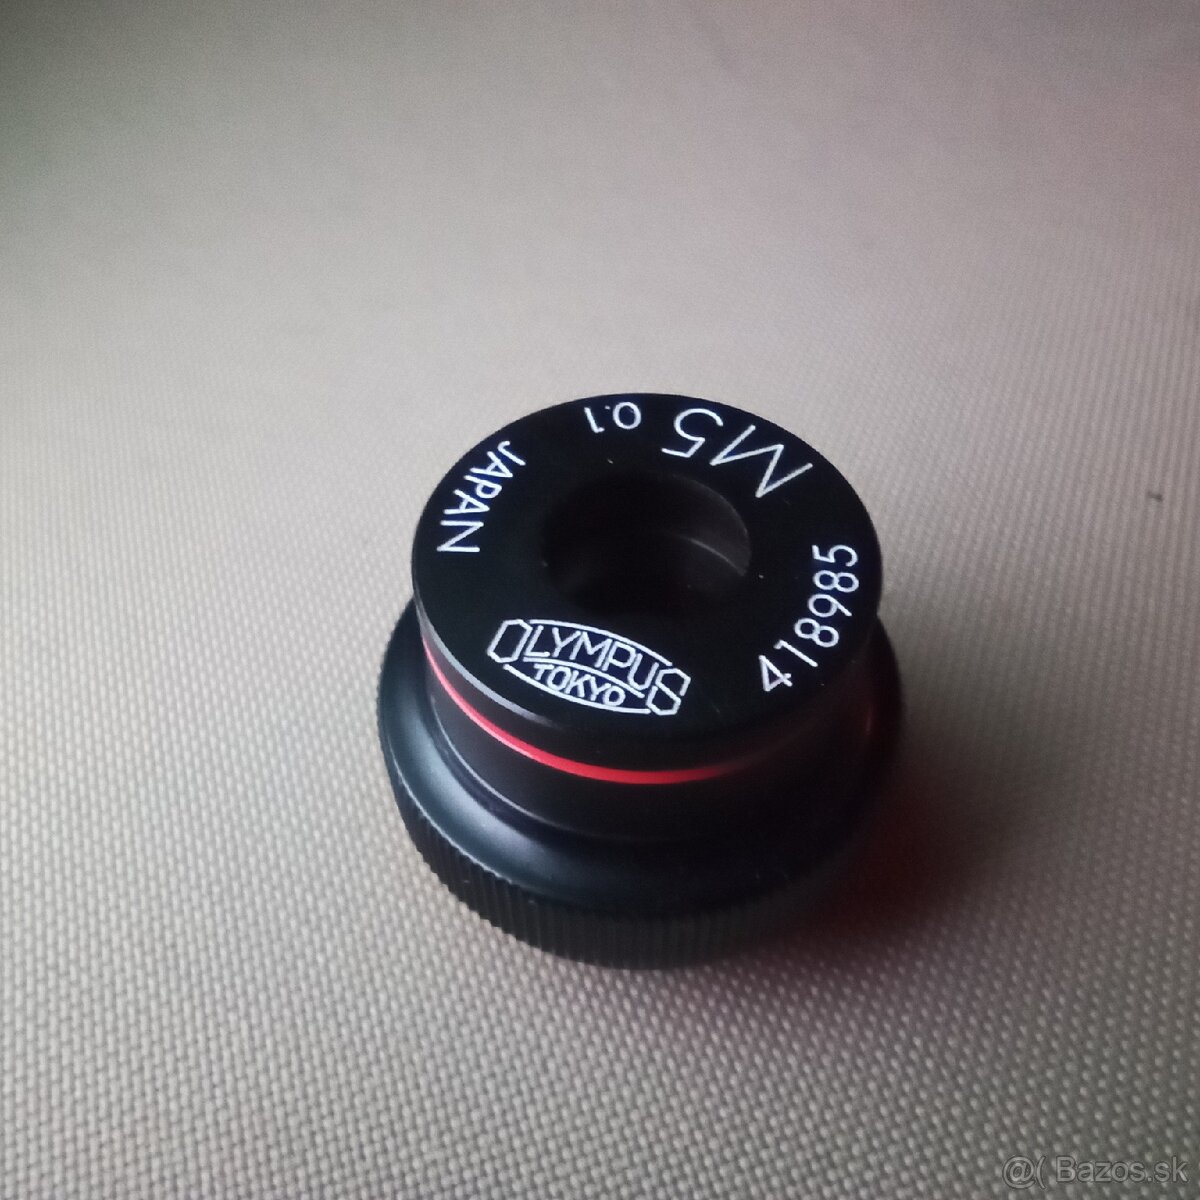 OLYMPUS
TOKYO
JAPAN
M5 0.1
418985
@( Bazos.sk